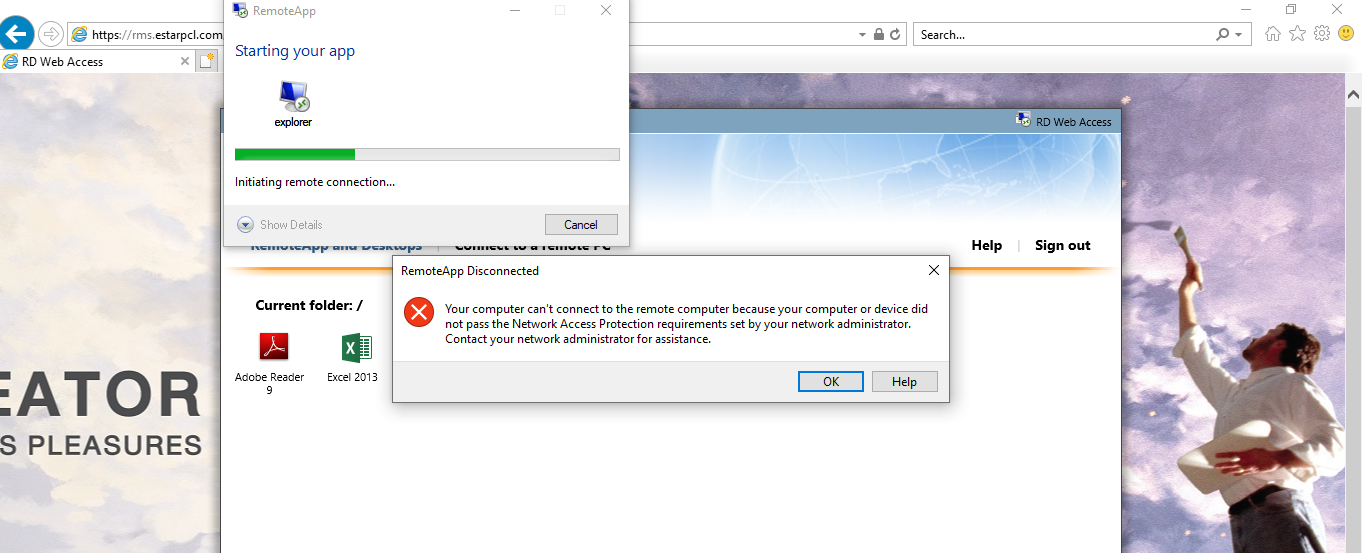 RemoteApp
https://rms.estarpcl.com
Search...
RD Web Access
Starting your app
explorer
RD Web Access
Initiating remote connection...
Show Details
Cancel
RemoteApp and Desktops
Connect to a remote PC
Help
Sign out
RemoteApp Disconnected
Your computer can't connect to the remote computer because your computer or device did
not pass the Network Access Protection requirements set by your network administrator.
Contact your network administrator for assistance.
OK
Help
Current folder: /
Adobe Reader
9
Excel 2013
EATOR
S PLEASURES